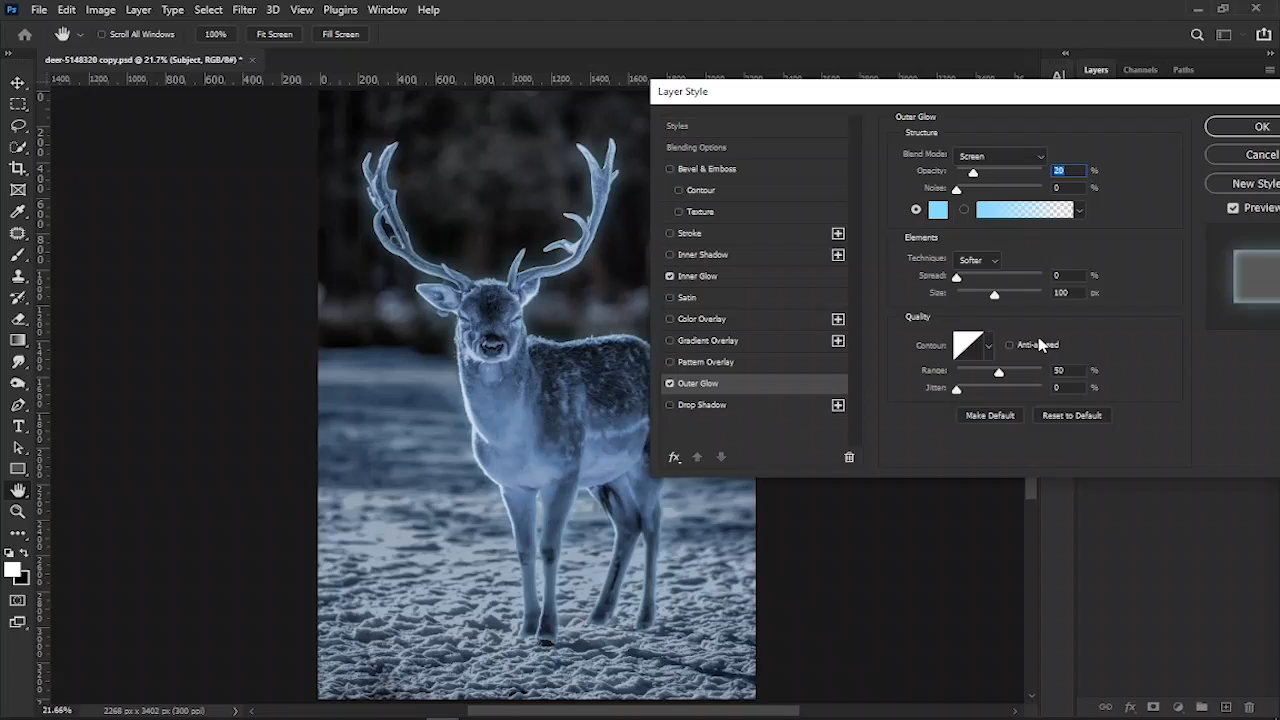 Ps File Edit Image Layer Type Select Filter 3D View Plugins Window Help
Scroll All Windows 100% Fit Screen Fill Screen
deer5148320 copy.psd @ 21.7% (Subject, RGB/8#) *
Layers Channels Paths
Layer Style
Styles
Blending Options
Bevel & Emboss
Contour
Texture
Stroke
Inner Shadow
Inner Glow
Satin
Color Overlay
Gradient Overlay
Pattern Overlay
Outer Glow
Drop Shadow
fx
Outer Glow
Structure
Blend Mode: Screen
Opacity: 20 %
Noise: 0 %
Elements
Technique: Softer
Spread: 0 %
Size: 100 px
Quality
Contour:
Range: 50 %
Jitter: 0 %
Make Default Reset to Default
OK
Cancel
New Style
Preview
21.66% 2268 px x 3402 px (300 ppi)